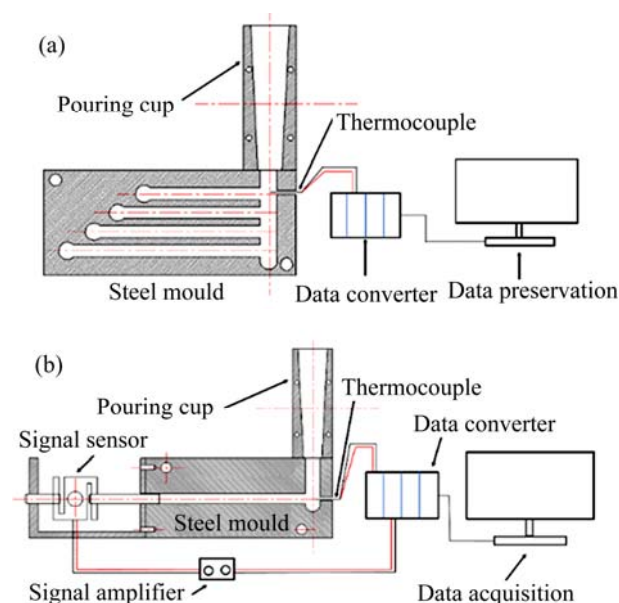 (a)
Pouring cup
Thermocouple
Steel mould
Data converter
Data preservation
(b)
Pouring cup
Thermocouple
Signal sensor
Data converter
Steel mould
Signal amplifier
Data acquisition